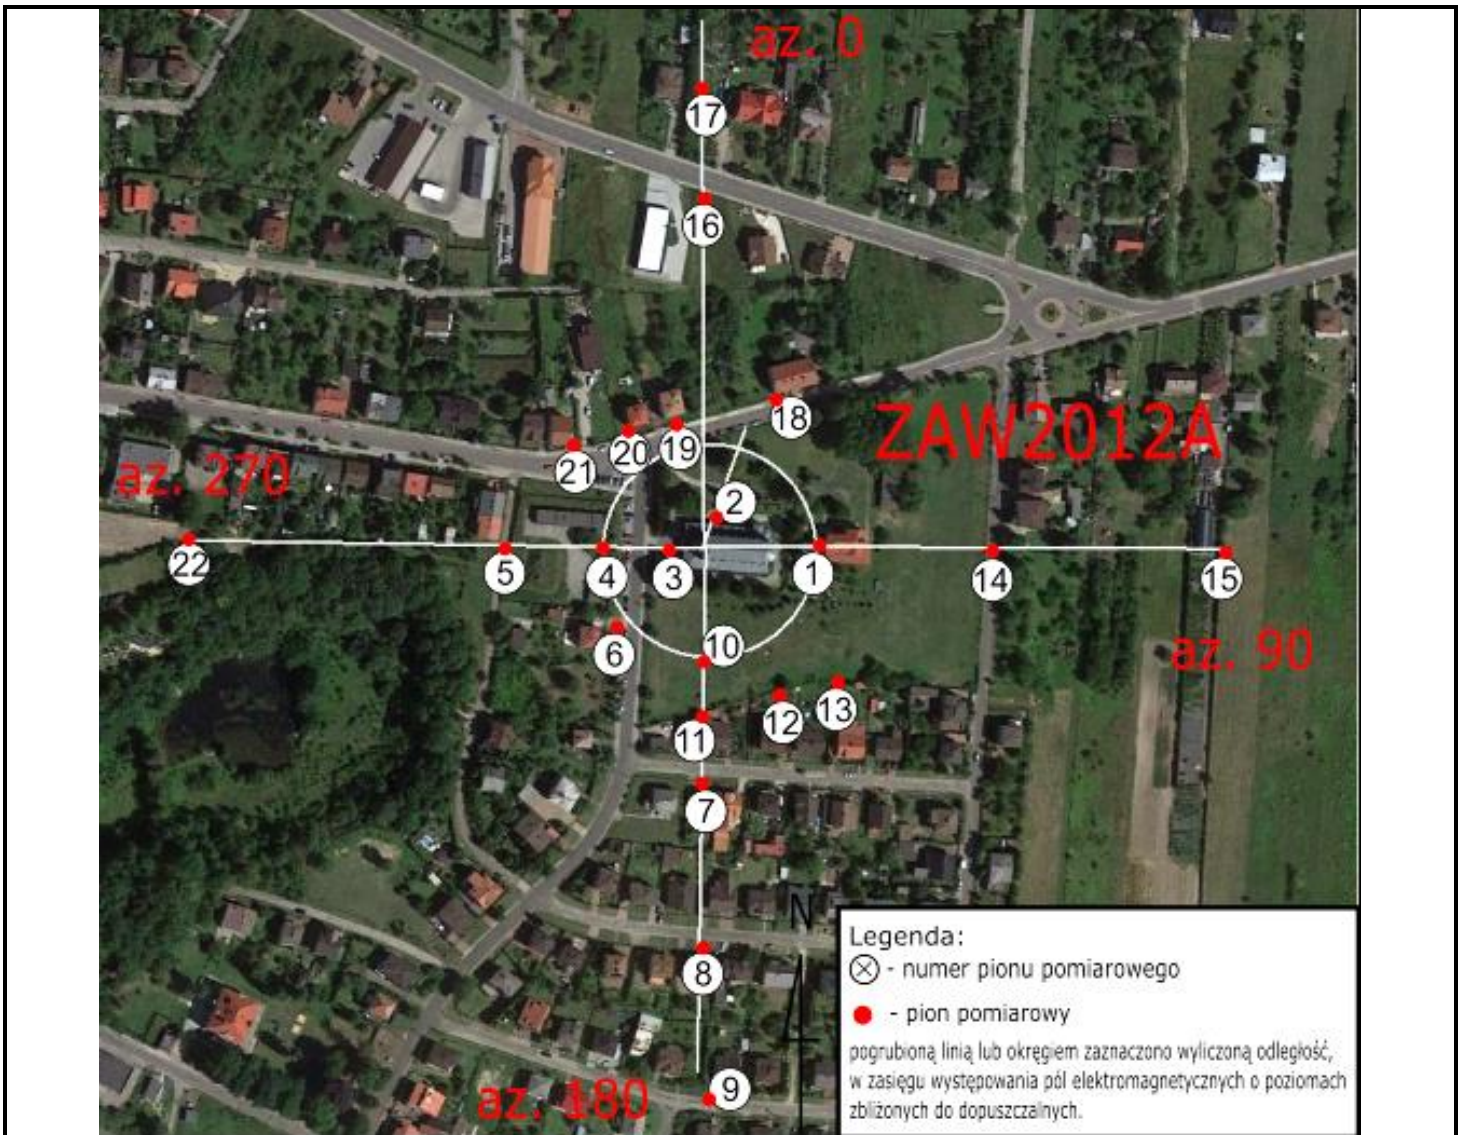 az. 0
17
16
18
ZAW2012A
19
20
21
az. 270
2
22
5
4
3
1
14
15
10
6
az. 90
13
12
11
7
N
8
9
az. 180
Legenda:
- numer pionu pomiarowego
- pion pomiarowy
pogrubioną linią lub okręgiem zaznaczono wyliczoną odległość,
w zasięgu występowania pól elektromagnetycznych o poziomach
zbliżonych do dopuszczalnych.